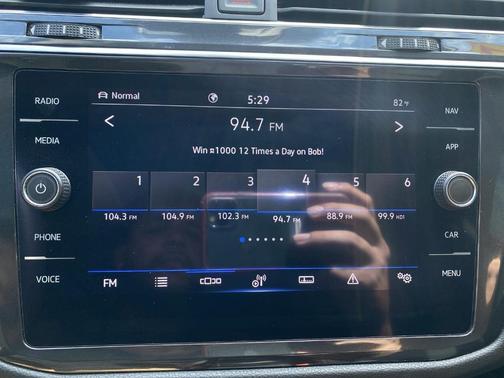 RADIO
MEDIA
PHONE
VOICE
Normal
5:29
82 °F
94.7 FM
Win ¤1000 12 Times a Day on Bob!
1 2 3 4 5 6
104.3 FM 104.9 FM 102.3 FM 94.7 FM 88.9 FM 99.9 HD1
FM
NAV
APP
CAR
MENU